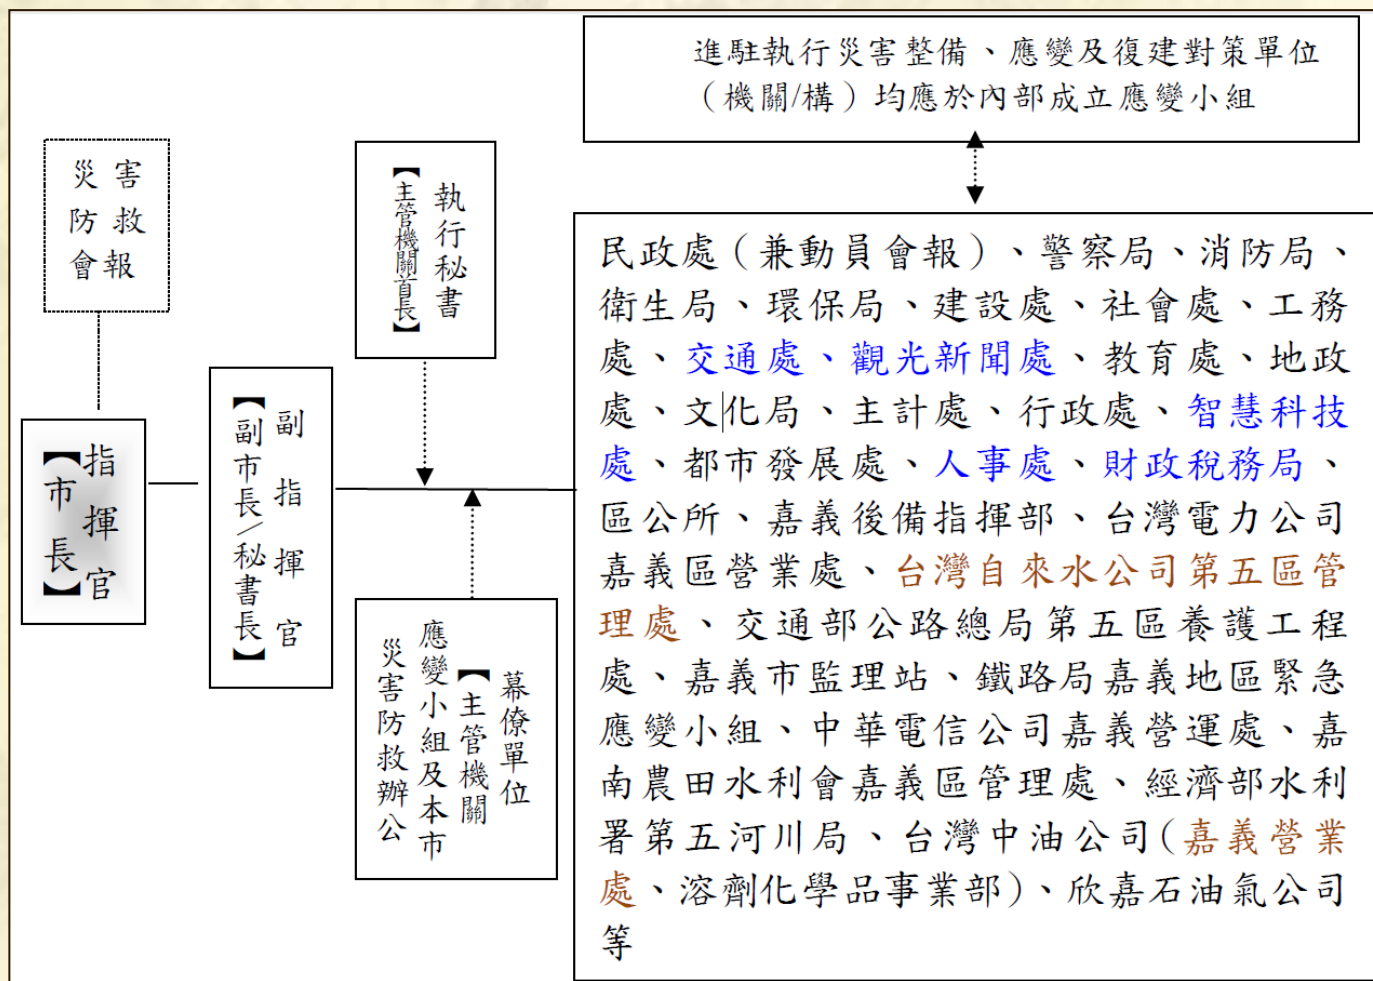 進駐執行災害整備、應變及復建對策單位
（機關/構）均應於內部成立應變小組
災害
防救
會報
執行秘書
【主管機關首長】
指揮官
【市長】
副指揮官
【副市長/秘書長】
幕僚單位
【主管機關
應變小組及本市
災害防救辦公
民政處（兼動員會報）、警察局、消防局、
衛生局、環保局、建設處、社會處、工務
處、交通處、觀光新聞處、教育處、地政
處、文化局、主計處、行政處、智慧科技
處、都市發展處、人事處、財政稅務局、
區公所、嘉義後備指揮部、台灣電力公司
嘉義區營業處、台灣自來水公司第五區管
理處、交通部公路總局第五區養護工程
處、嘉義市監理站、鐵路局嘉義地區緊急
應變小組、中華電信公司嘉義營運處、嘉
南農田水利會嘉義區管理處、經濟部水利
署第五河川局、台灣中油公司(嘉義營業
處、溶劑化學品事業部)、欣嘉石油氣公司
等